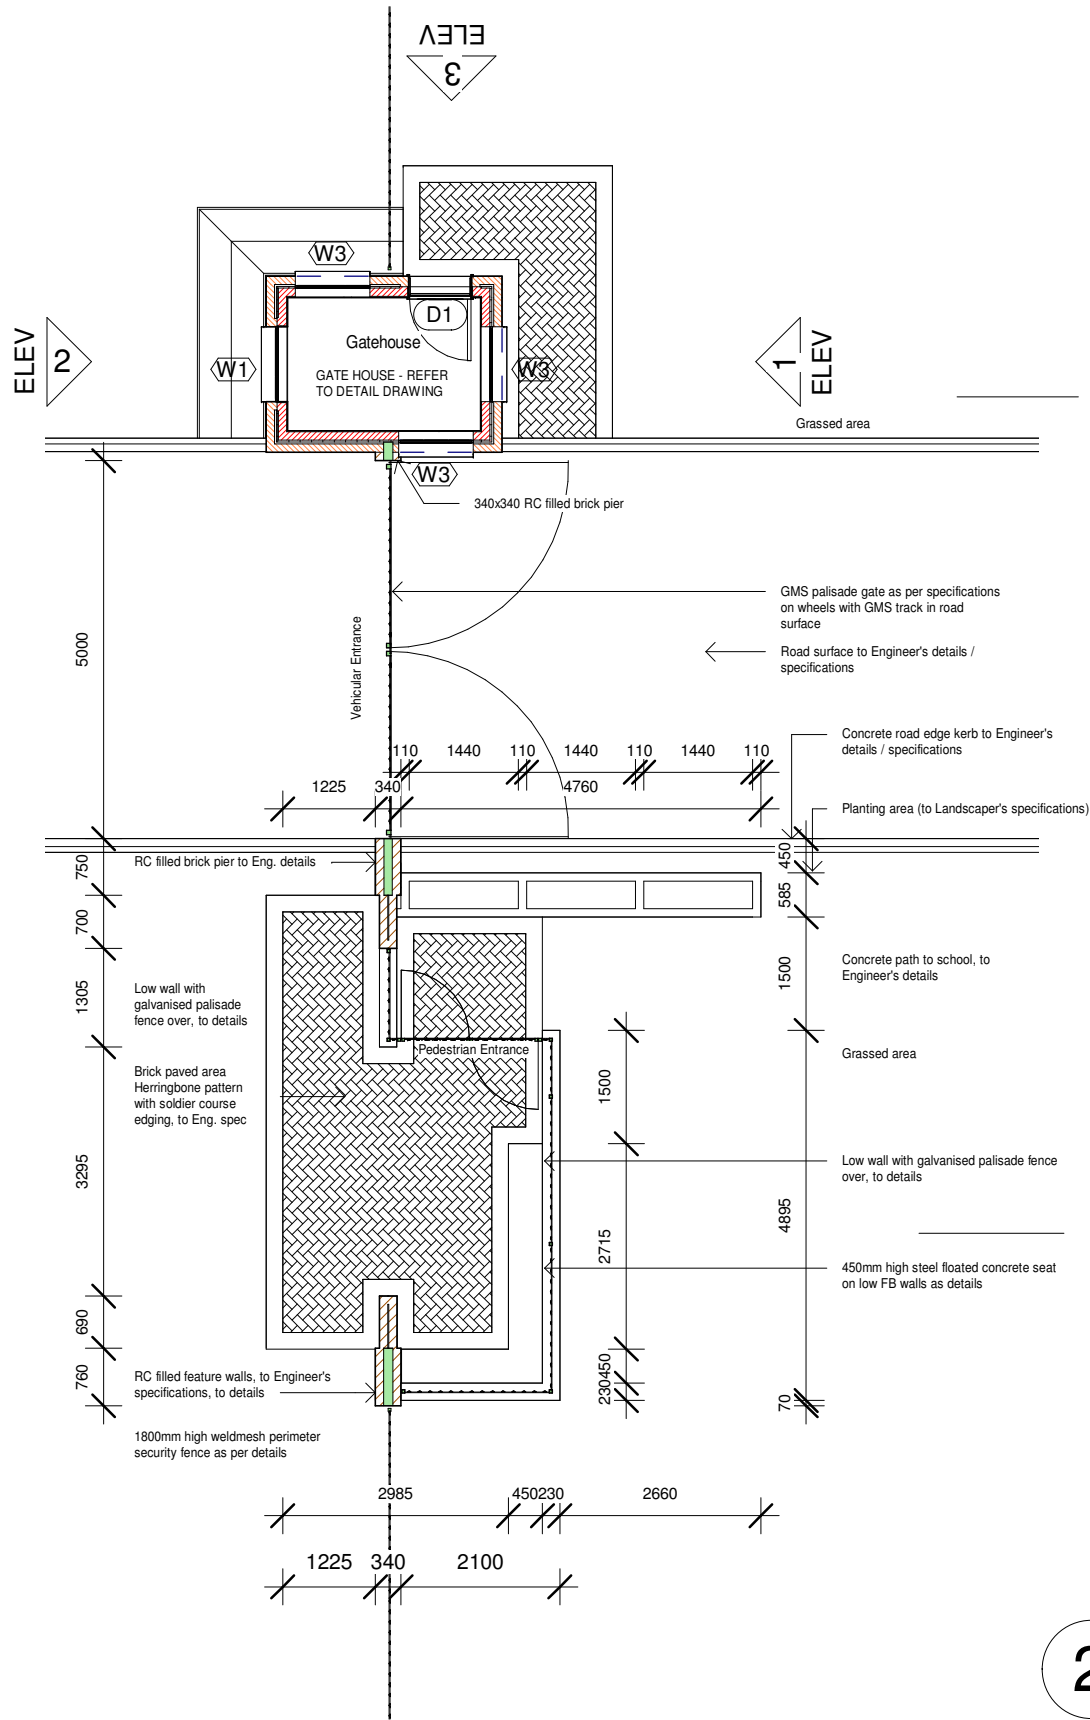 ELEV
3
W3
D1
Gatehouse
W1
W3
GATE HOUSE - REFER
TO DETAIL DRAWING
ELEV
2
1
ELEV
Grassed area
W3
340x340 RC filled brick pier
GMS palisade gate as per specifications
on wheels with GMS track in road
surface
5000
Vehicular Entrance
Road surface to Engineer's details /
specifications
Concrete road edge kerb to Engineer's
details / specifications
110
1440
110
1440
110
1440
110
1225
340
4760
Planting area (to Landscaper's specifications)
RC filled brick pier to Eng. details
750
700
1305
3295
690
760
450
585
1500
4895
70
Concrete path to school, to
Engineer's details
Low wall with
galvanised palisade
fence over, to details
Pedestrian Entrance
Grassed area
Brick paved area
Herringbone pattern
with soldier course
edging, to Eng. spec
1500
2715
450
230
Low wall with galvanised palisade fence
over, to details
450mm high steel floated concrete seat
on low FB walls as details
RC filled feature walls, to Engineer's
specifications, to details
1800mm high weldmesh perimeter
security fence as per details
2985
450
230
2660
1225
340
2100
2